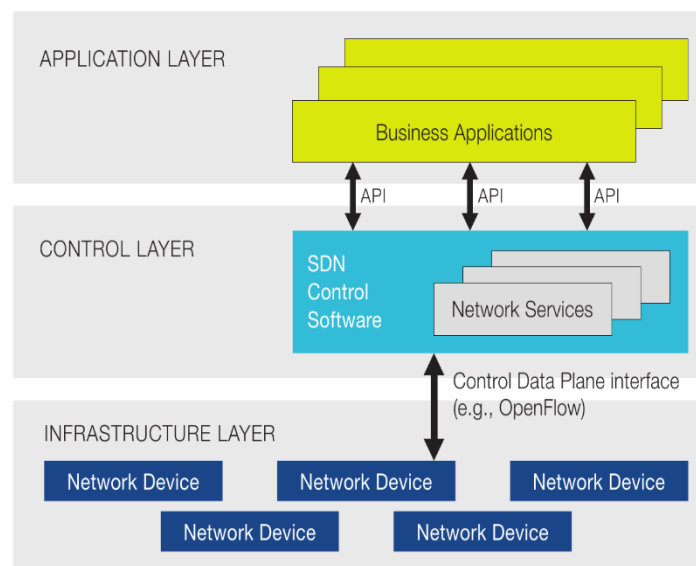 APPLICATION LAYER
Business Applications
API
API
API
CONTROL LAYER
SDN
Control
Software
Network Services
Control Data Plane interface
(e.g., OpenFlow)
INFRASTRUCTURE LAYER
Network Device
Network Device
Network Device
Network Device
Network Device